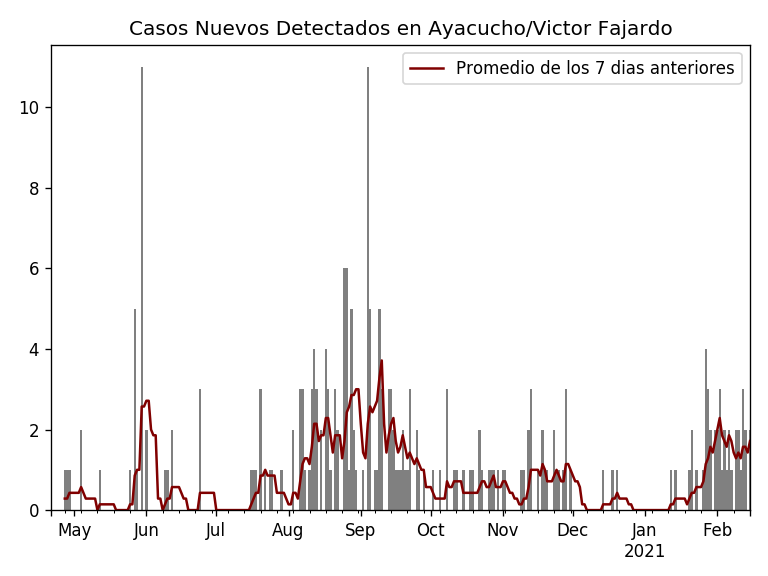 Casos Nuevos Detectados en Ayacucho/Victor Fajardo
Promedio de los 7 dias anteriores
10
8
6
4
2
0
May Jun Jul Aug Sep Oct Nov Dec Jan Feb
2021